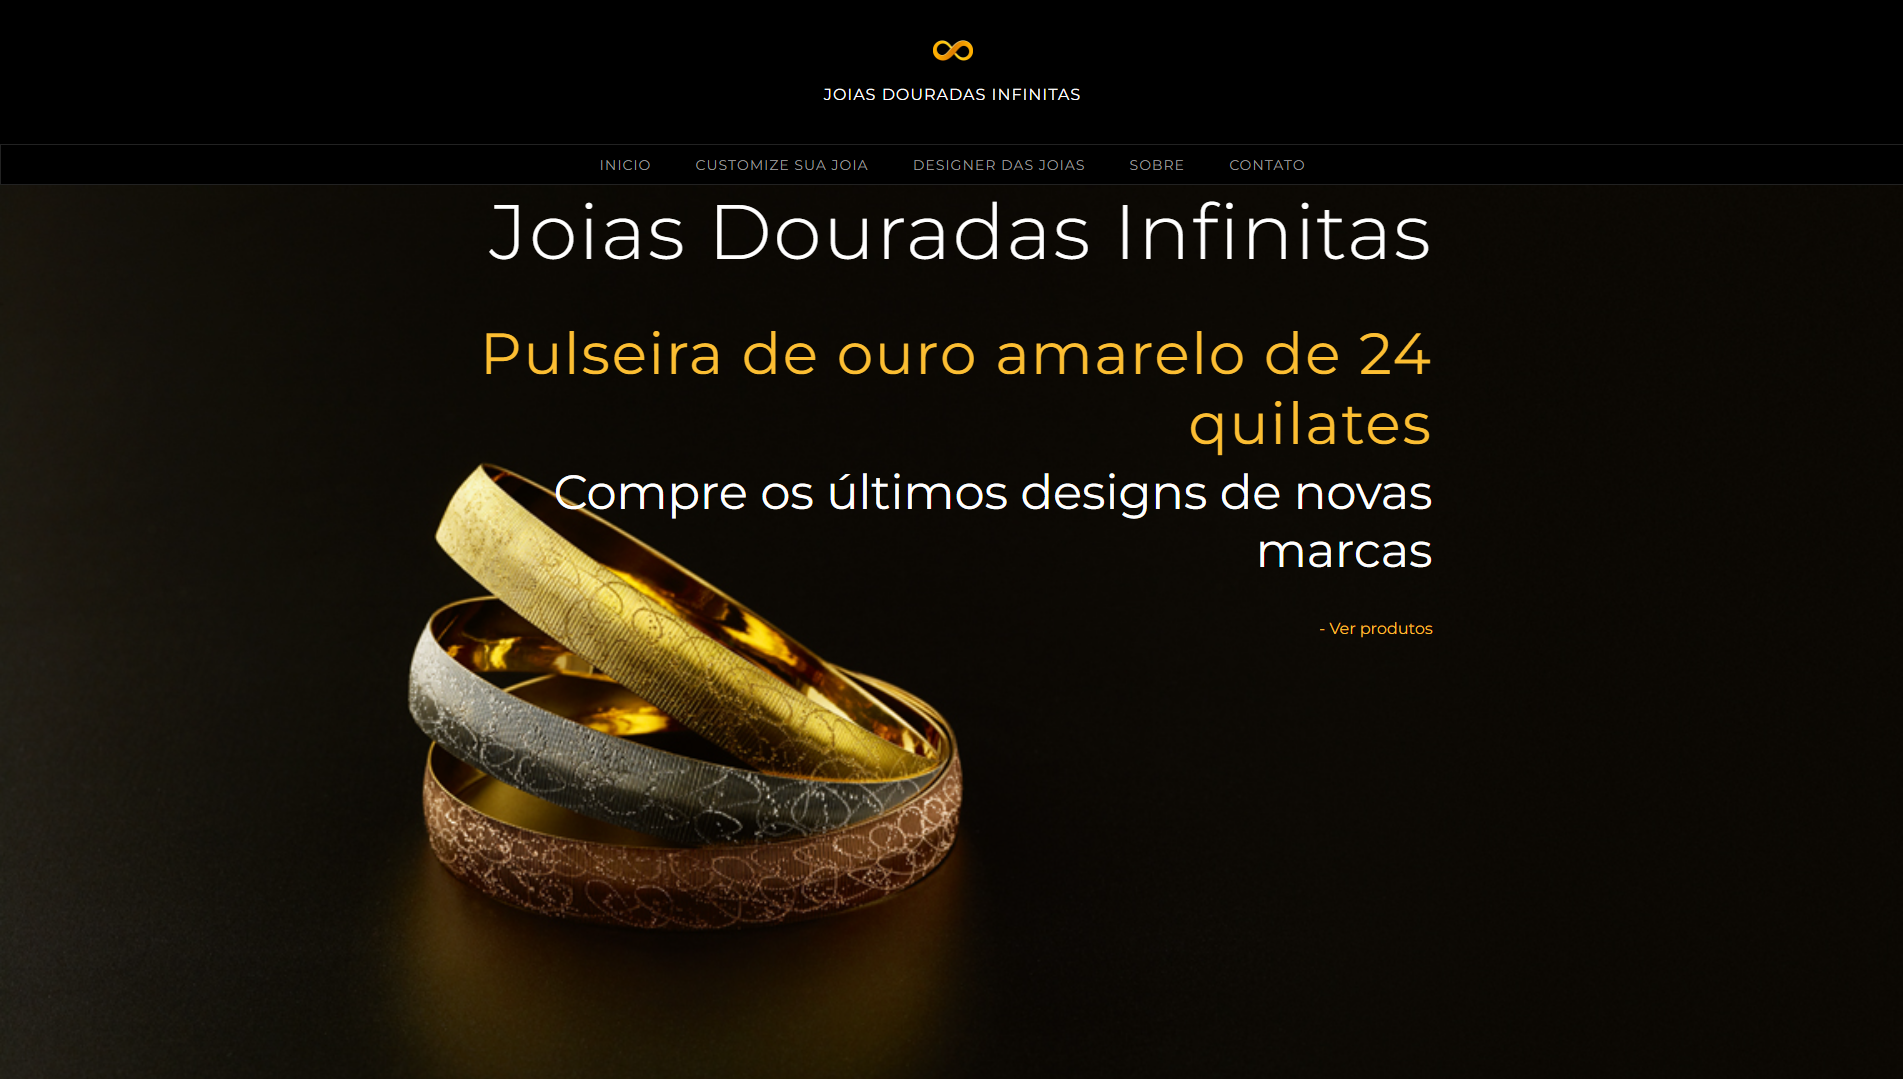 JOIAS DOURADAS INFINITAS
INICIO CUSTOMIZE SUA JOIA DESIGNER DAS JOIAS SOBRE CONTATO
Joias Douradas Infinitas
Pulseira de ouro amarelo de 24
quilates
Compre os últimos designs de novas
marcas
- Ver produtos